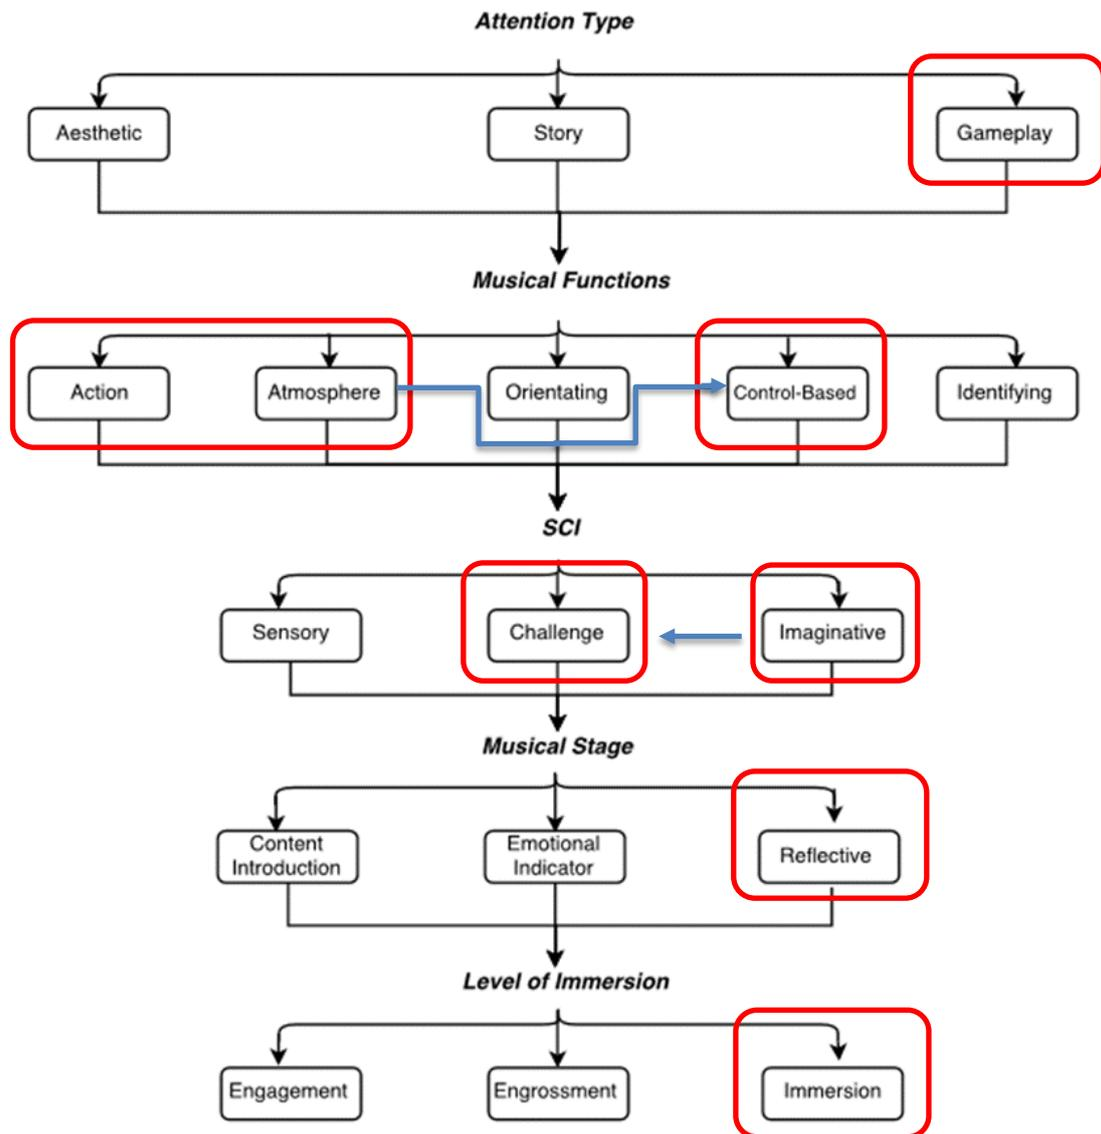 Attention Type
Aesthetic
Story
Gameplay
Musical Functions
Action
Atmosphere
Orientating
Control-Based
Identifying
SCI
Sensory
Challenge
Imaginative
Musical Stage
Content
Introduction
Emotional
Indicator
Reflective
Level of Immersion
Engagement
Engrossment
Immersion